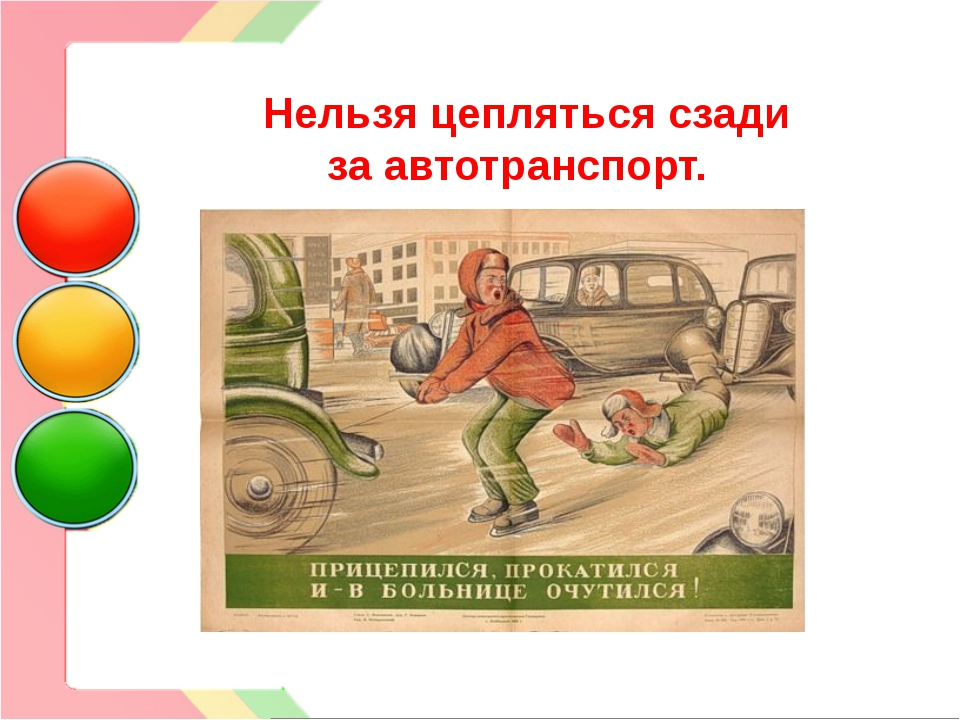 Нельзя цепляться сзади
за автотранспорт.
ПРИЦЕПИЛСЯ, ПРОКАТИЛСЯ
И - В БОЛЬНИЦЕ ОЧУТИЛСЯ!